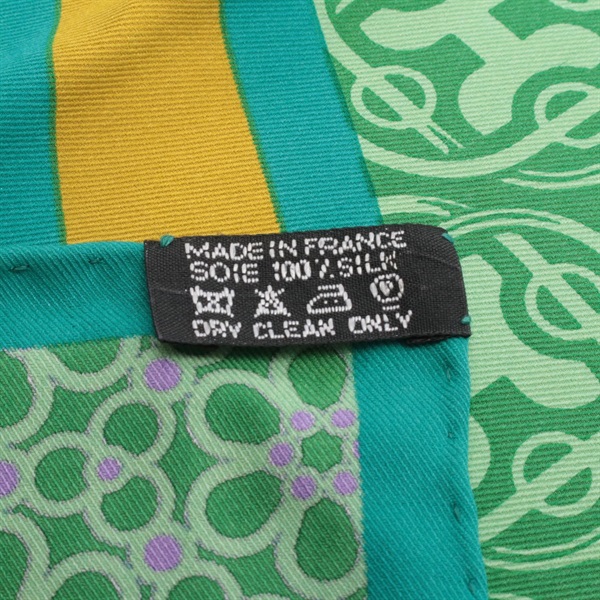 MADE IN FRANCE
SOIE 100% SILK
DRY CLEAN ONLY